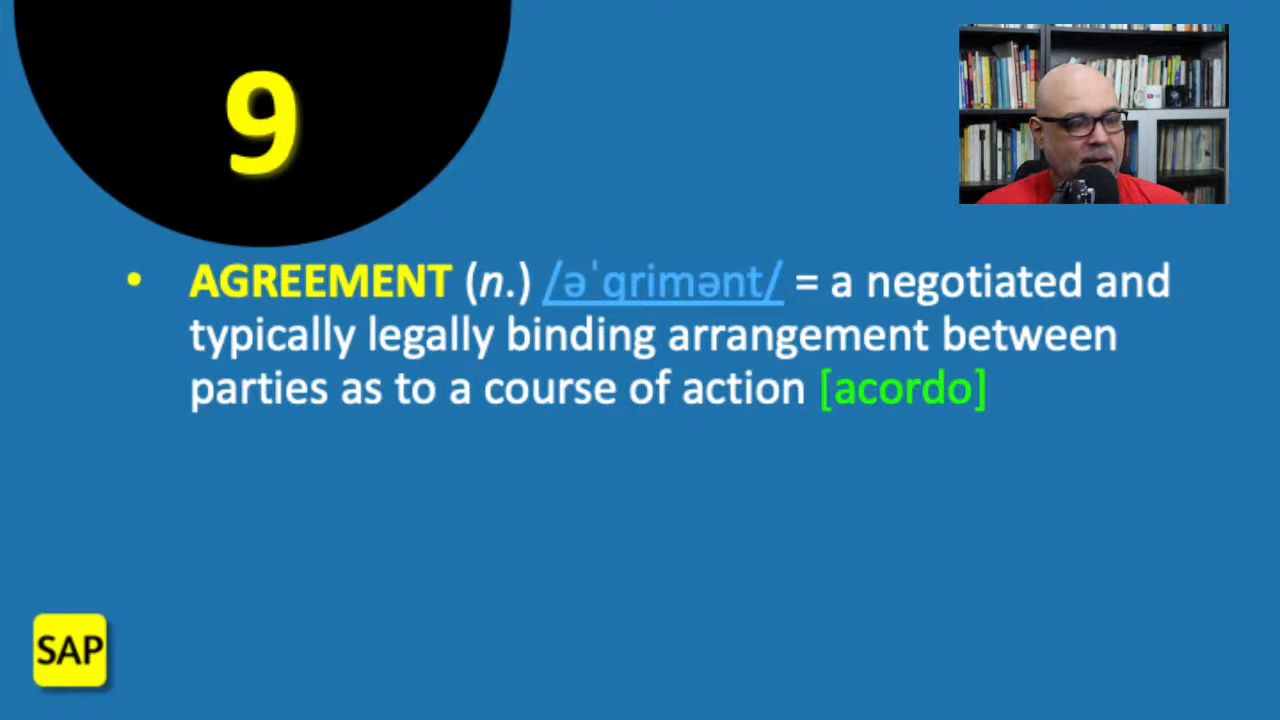 9
• AGREEMENT (n.) /əˈgrimənt/ = a negotiated and
typically legally binding arrangement between
parties as to a course of action [acordo]
SAP